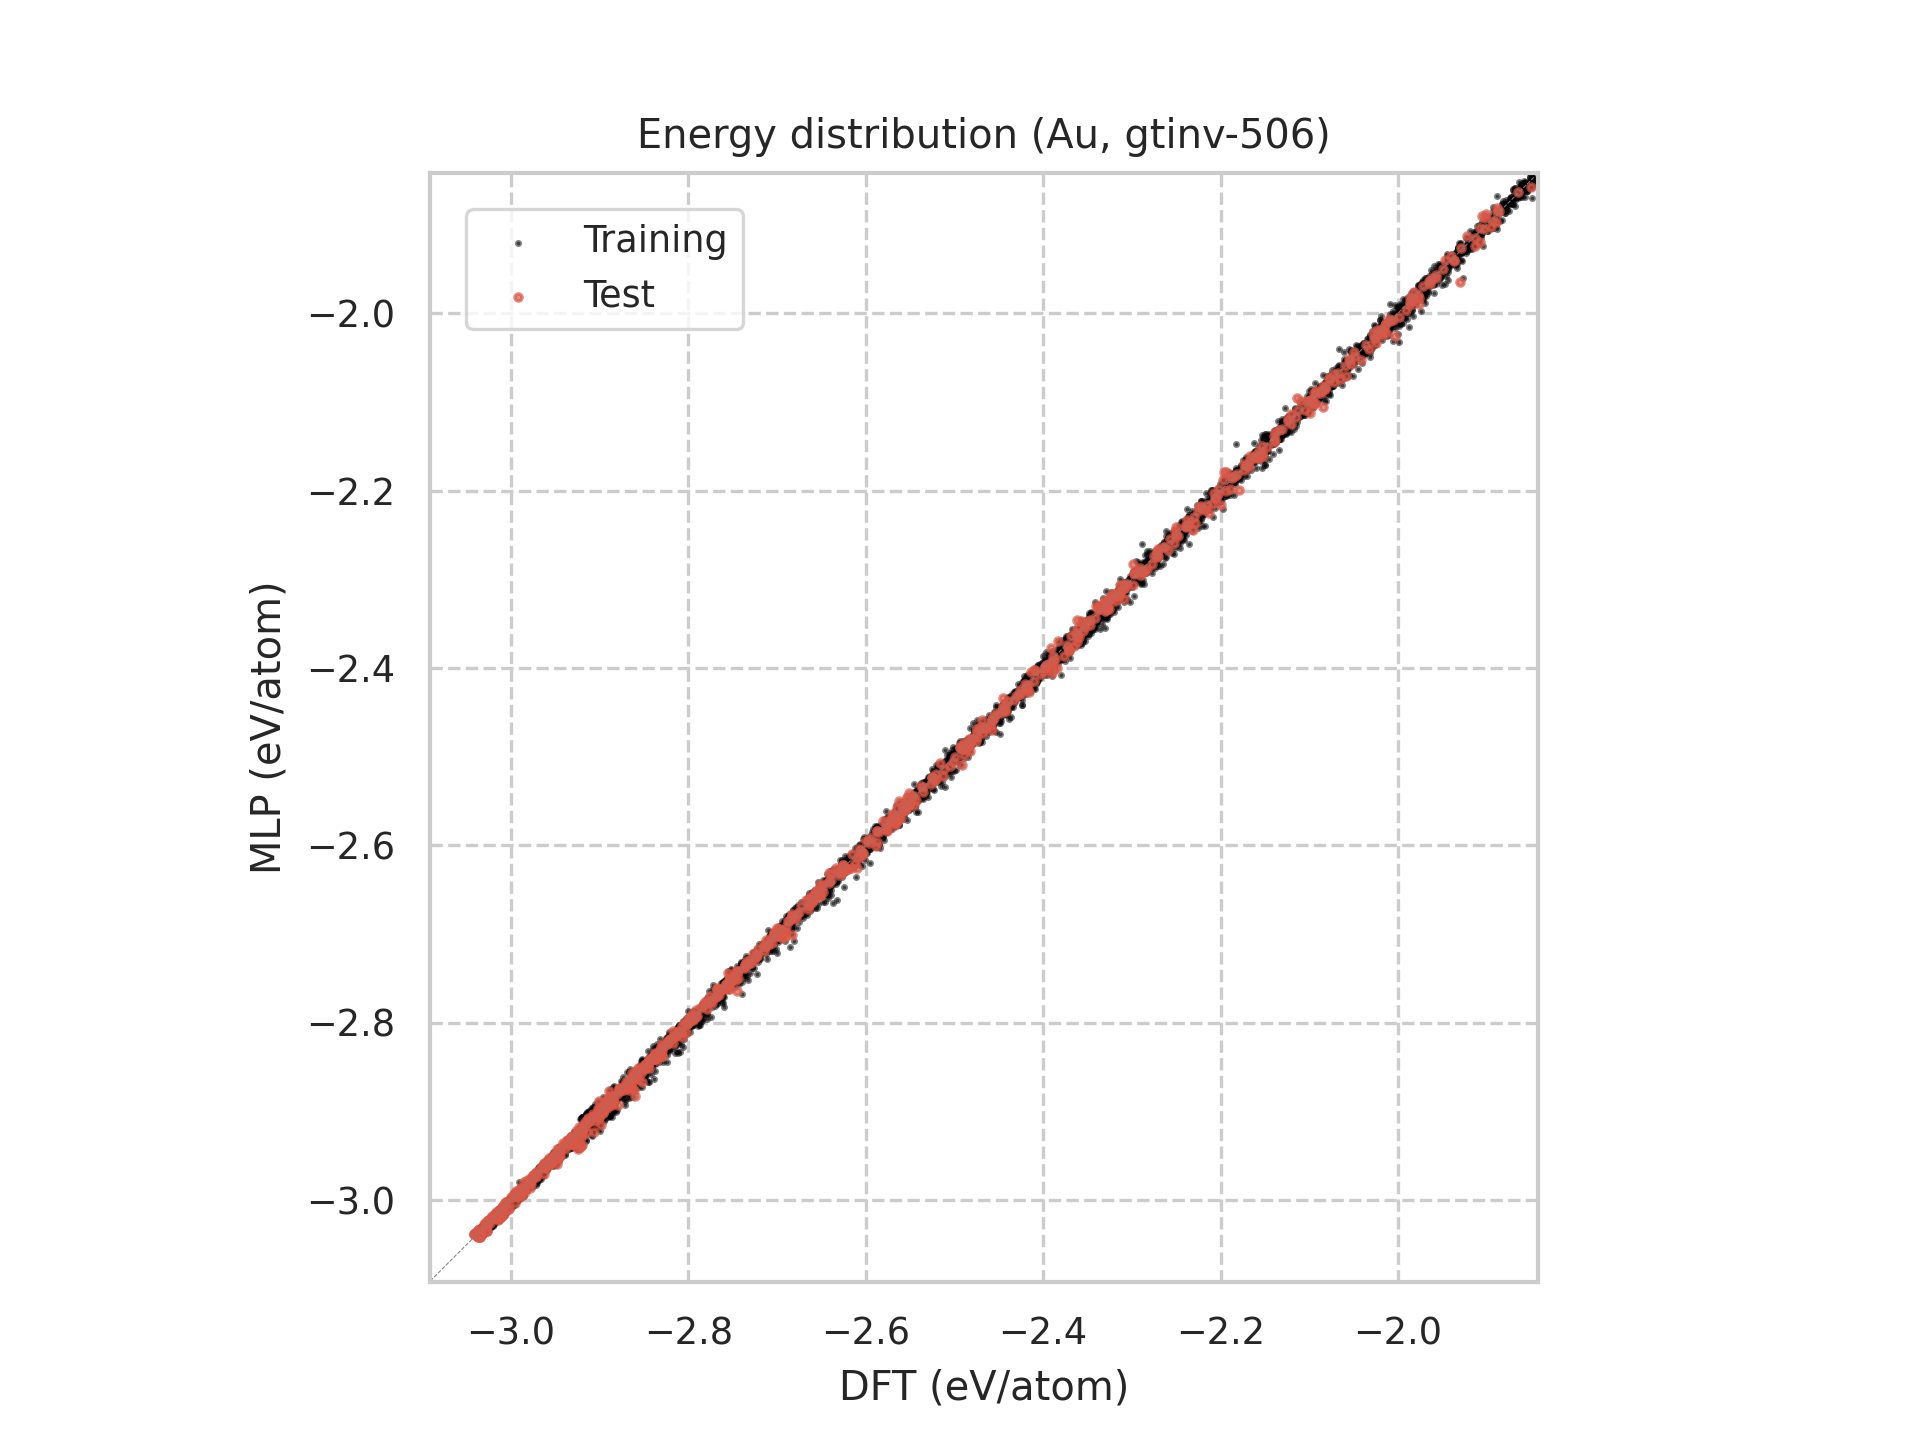 Energy distribution (Au, gtinv-506)
Training
Test
−2.0
−2.2
−2.4
−2.6
−2.8
−3.0
MLP (eV/atom)
−3.0 −2.8 −2.6 −2.4 −2.2 −2.0
DFT (eV/atom)